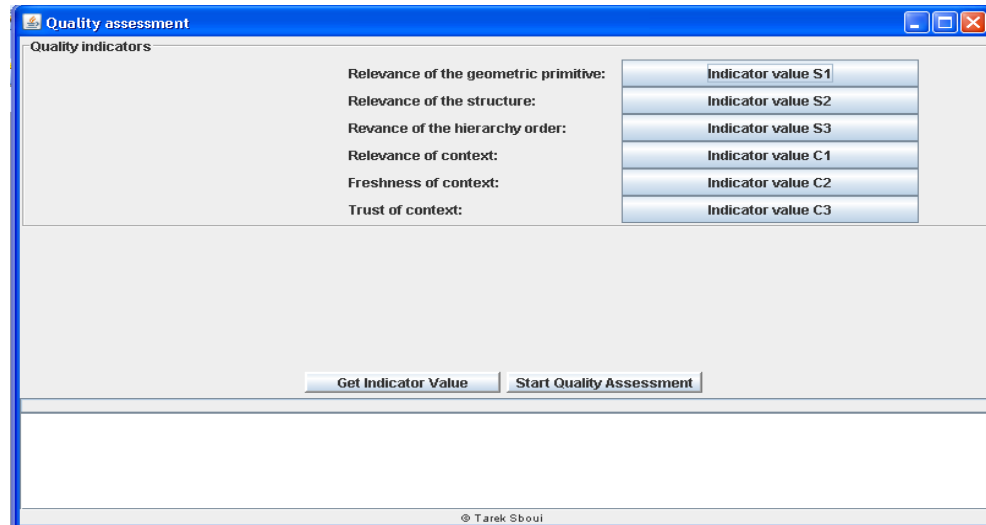 Quality assessment
Quality indicators
Relevance of the geometric primitive: Indicator value S1
Relevance of the structure: Indicator value S2
Revance of the hierarchy order: Indicator value S3
Relevance of context: Indicator value C1
Freshness of context: Indicator value C2
Trust of context: Indicator value C3
Get Indicator Value Start Quality Assessment
© Tarek Sboui